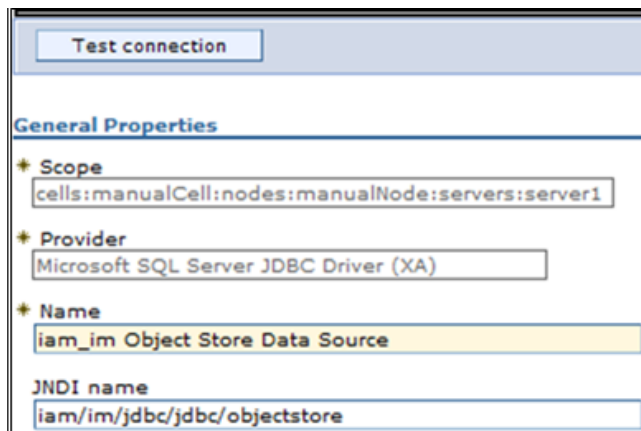 Test connection
General Properties
* Scope
cells:manualCell:nodes:manualNode:servers:server1
* Provider
Microsoft SQL Server JDBC Driver (XA)
* Name
iam_im Object Store Data Source
JNDI name
iam/im/jdbc/jdbc/objectstore